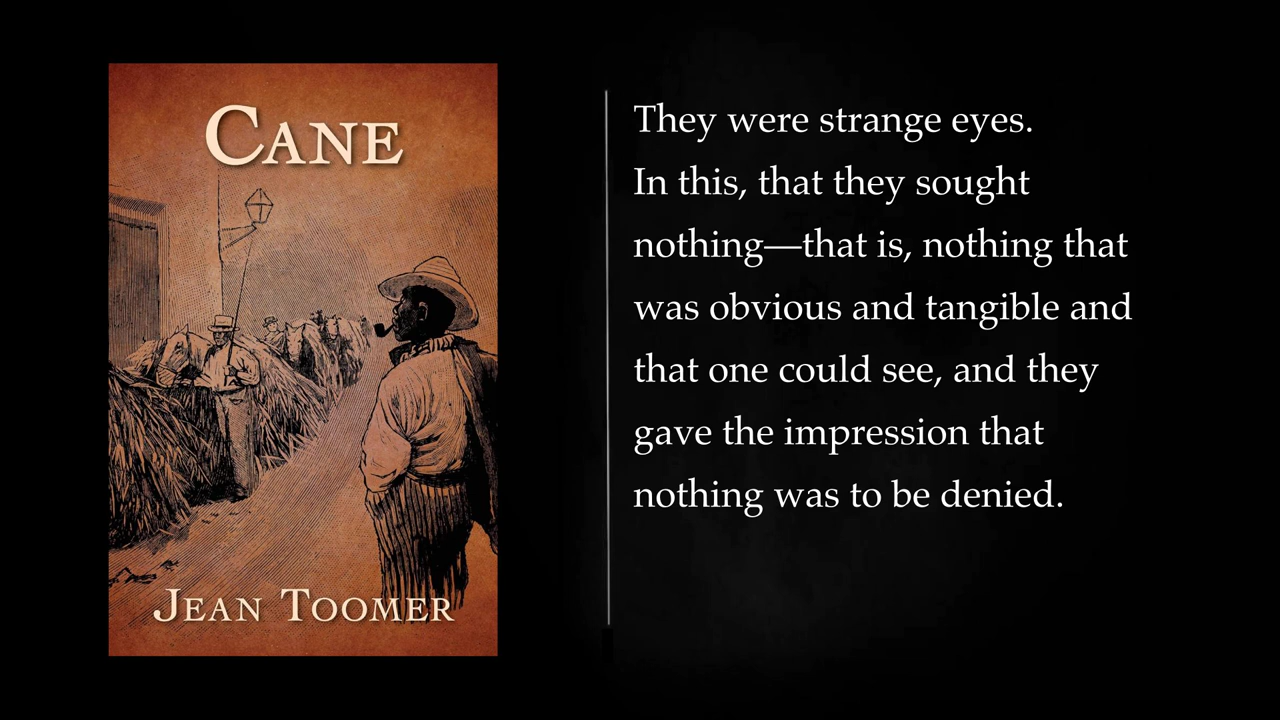 CANE
JEAN TOOMER
They were strange eyes.
In this, that they sought
nothing—that is, nothing that
was obvious and tangible and
that one could see, and they
gave the impression that
nothing was to be denied.